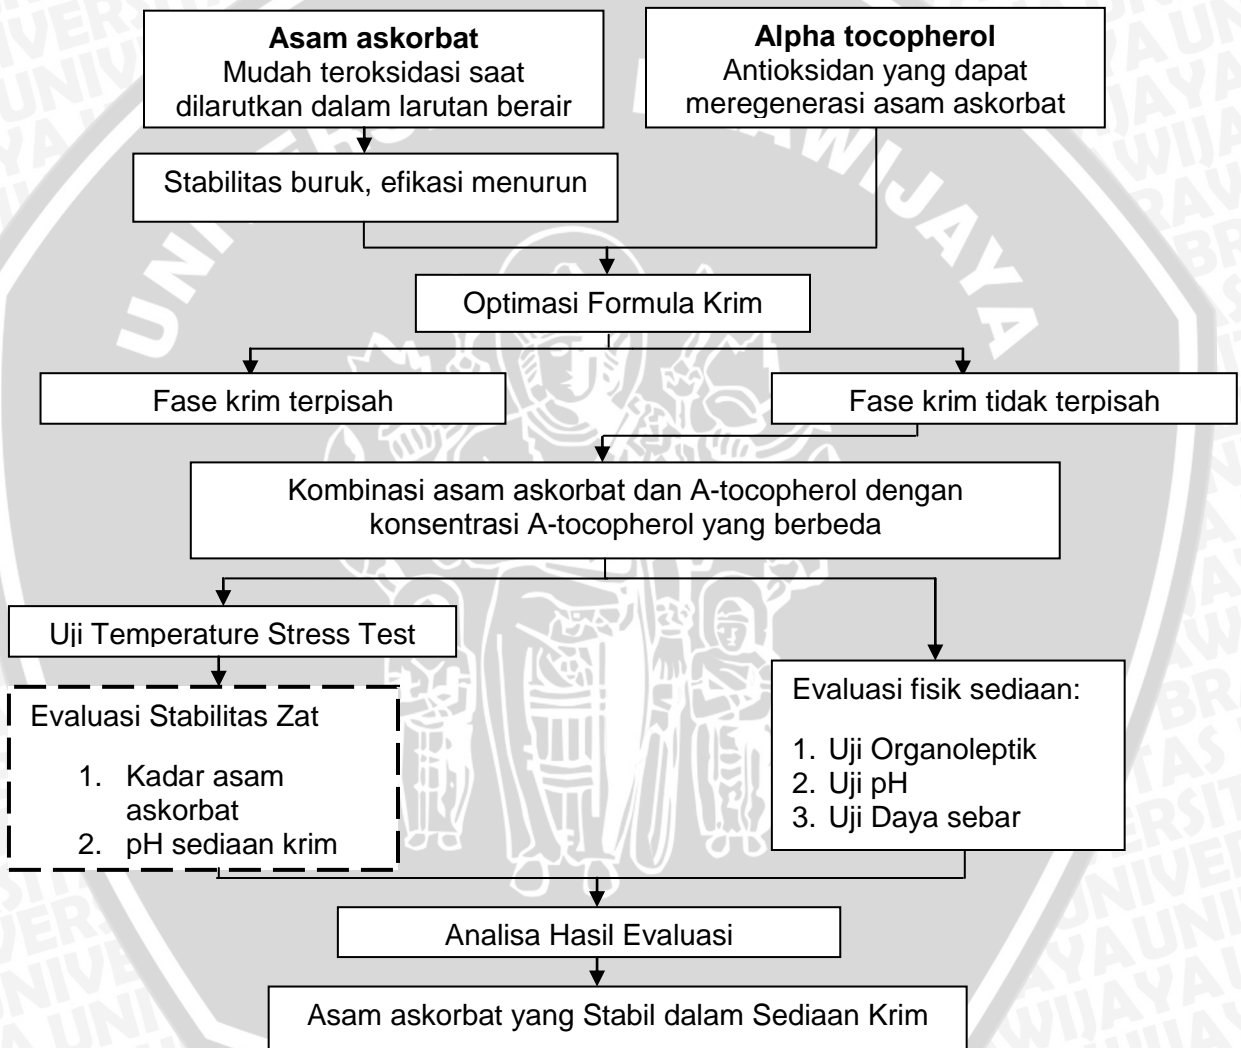 Asam askorbat
Mudah teroksidasi saat
dilarutkan dalam larutan berair
Alpha tocopherol
Antioksidan yang dapat
meregenerasi asam askorbat
Stabilitas buruk, efikasi menurun
Optimasi Formula Krim
Fase krim terpisah
Fase krim tidak terpisah
Kombinasi asam askorbat dan A-tocopherol dengan
konsentrasi A-tocopherol yang berbeda
Uji Temperature Stress Test
Evaluasi Stabilitas Zat
1. Kadar asam
askorbat
2. pH sediaan krim
Evaluasi fisik sediaan:
1. Uji Organoleptik
2. Uji pH
3. Uji Daya sebar
Analisa Hasil Evaluasi
Asam askorbat yang Stabil dalam Sediaan Krim